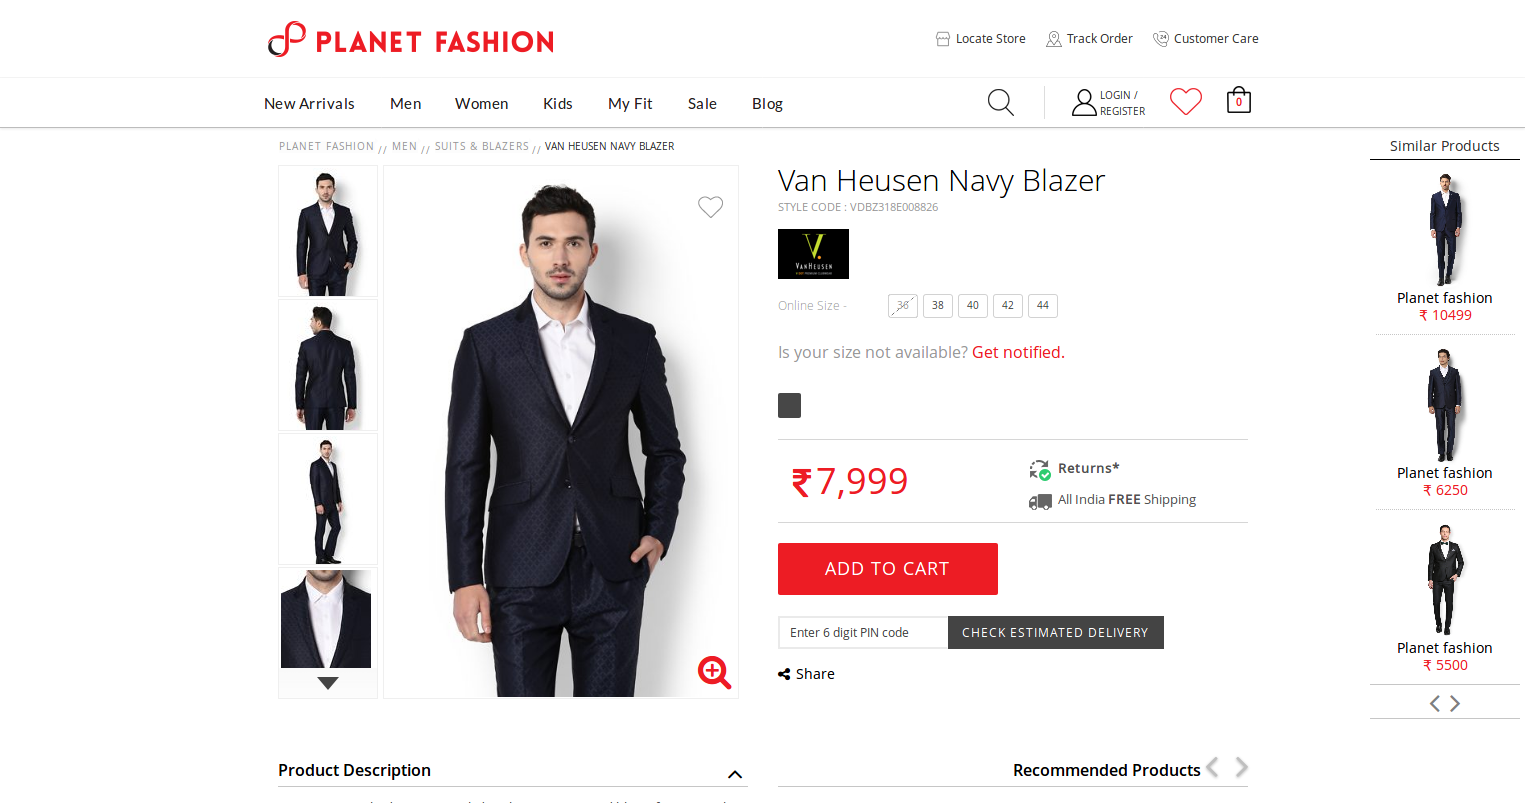 PLANET FASHION
Locate Store
Track Order
24
Customer Care
New Arrivals
Men
Women
Kids
My Fit
Sale
Blog
LOGIN /
REGISTER
0
PLANET FASHION // MEN // SUITS & BLAZERS // VAN HEUSEN NAVY BLAZER
Similar Products
Van Heusen Navy Blazer
STYLE CODE : VDBZ318E008826
V.
VANHEUSEN
Online Size -
36
38
40
42
44
Is your size not available? Get notified.
₹7,999
Returns*
All India FREE Shipping
ADD TO CART
Enter 6 digit PIN code
CHECK ESTIMATED DELIVERY
Share
Planet fashion
₹ 10499
Planet fashion
₹ 6250
Planet fashion
₹ 5500
Product Description
Recommended Products